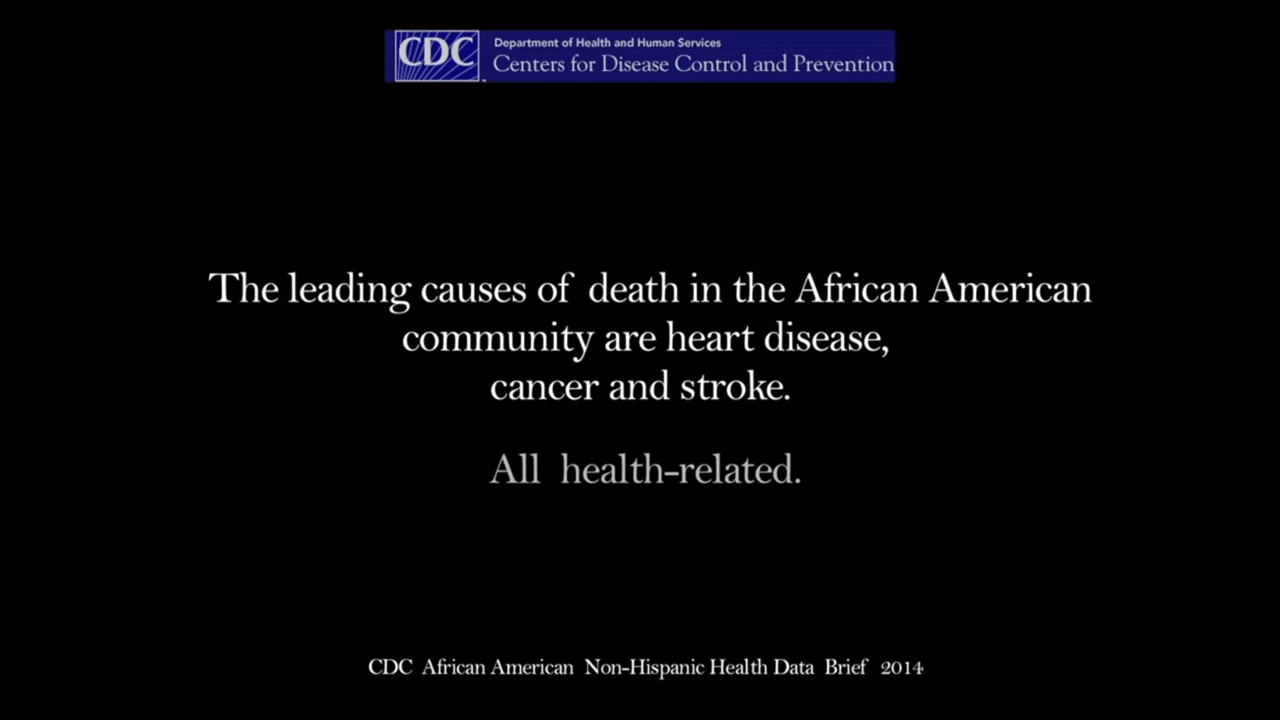 CDC
Department of Health and Human Services
Centers for Disease Control and Prevention
The leading causes of death in the African American
community are heart disease,
cancer and stroke.
All health-related.
CDC African American Non-Hispanic Health Data Brief 2014